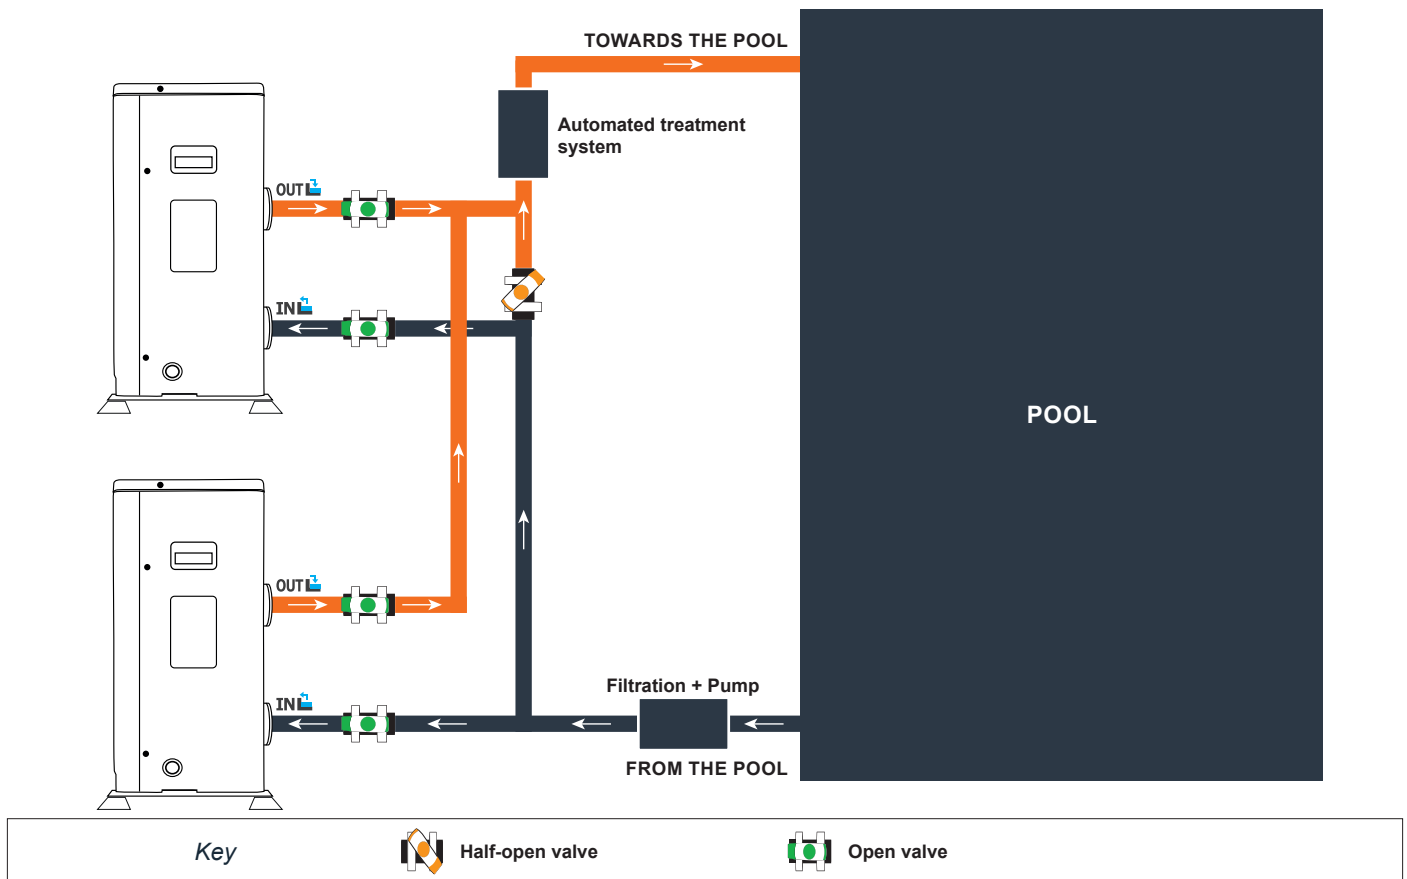 TOWARDS THE POOL
Automated treatment
system
OUT
IN
POOL
OUT
IN
Filtration + Pump
FROM THE POOL
Key
Half-open valve
Open valve